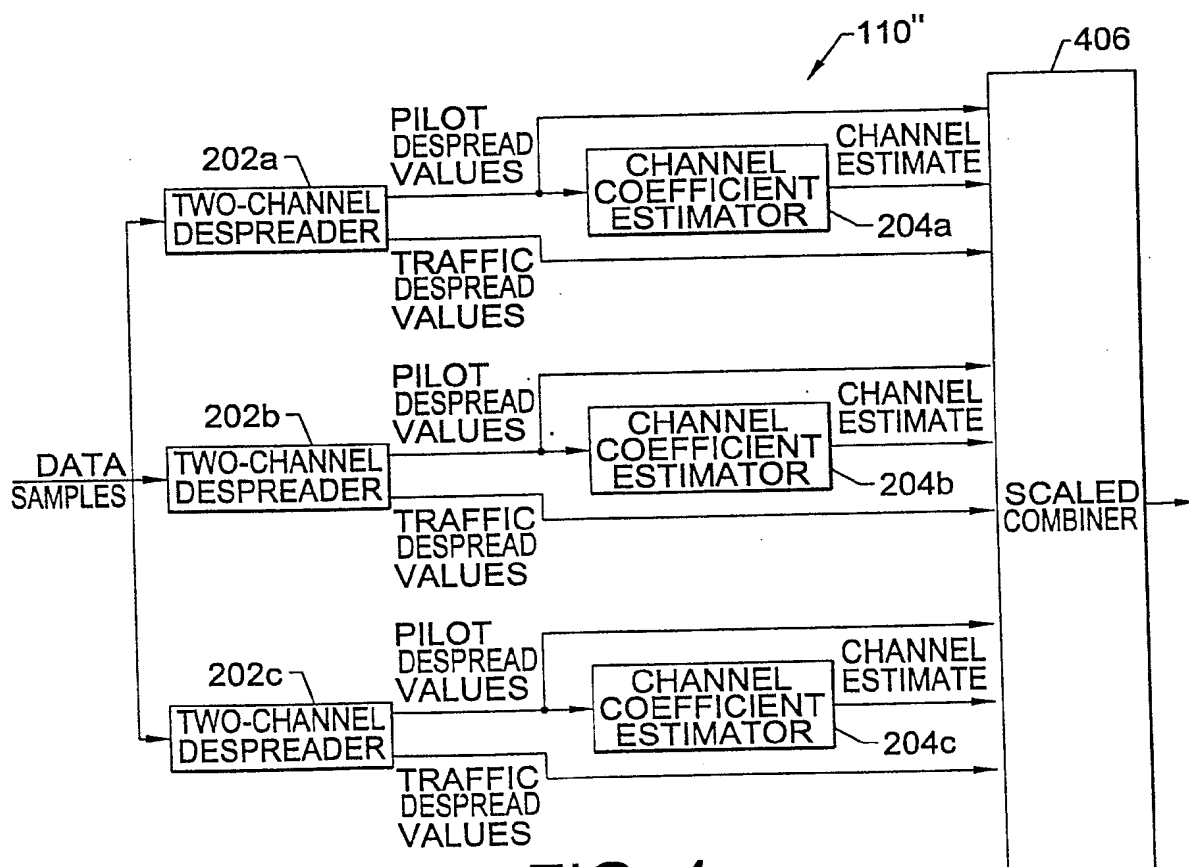 110"
406
PILOT
DESPREAD
VALUES
CHANNEL
ESTIMATE
202a
CHANNEL
COEFFICIENT
ESTIMATOR
TWO-CHANNEL
DESPREADER
204a
TRAFFIC
DESPREAD
VALUES
PILOT
DESPREAD
VALUES
CHANNEL
ESTIMATE
202b
CHANNEL
COEFFICIENT
ESTIMATOR
DATA
SAMPLES
TWO-CHANNEL
DESPREADER
204b
SCALED
COMBINER
TRAFFIC
DESPREAD
VALUES
PILOT
DESPREAD
VALUES
CHANNEL
ESTIMATE
202c
CHANNEL
COEFFICIENT
ESTIMATOR
TWO-CHANNEL
DESPREADER
204c
TRAFFIC
DESPREAD
VALUES